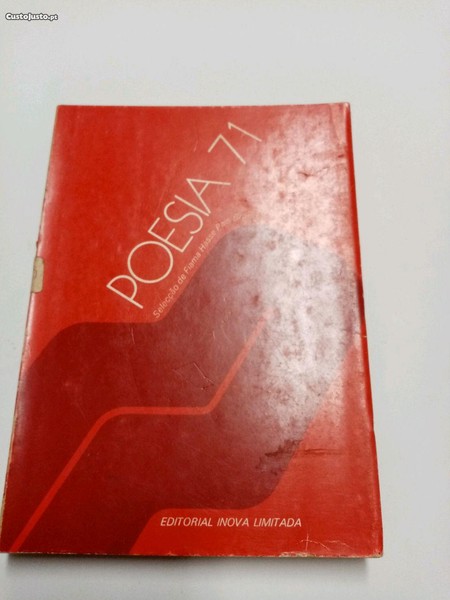 CustoJusto.pt
POESIA 71
Selecção de Fiama Hasse
EDITORIAL INOVA LIMITADA